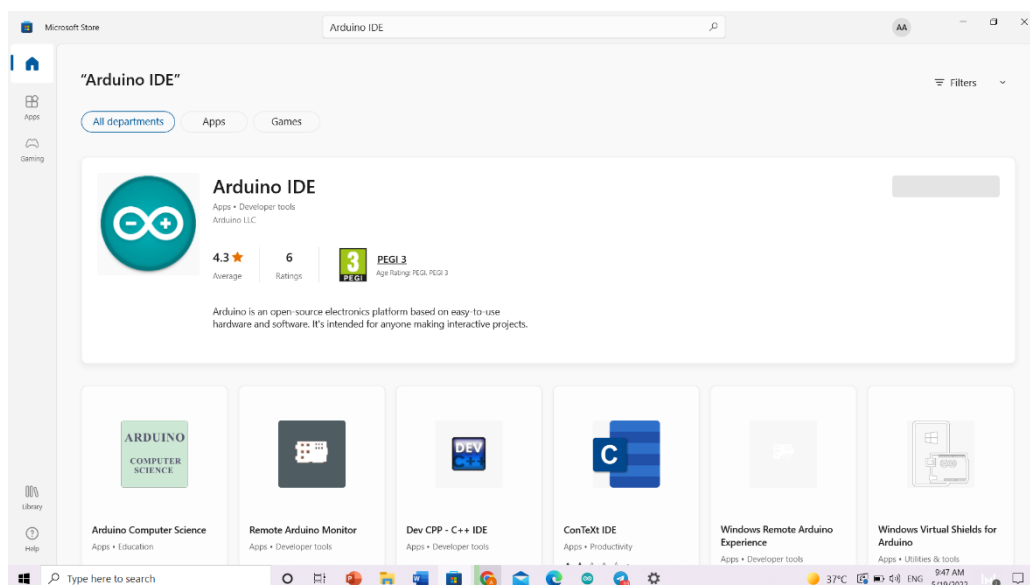 Microsoft Store
Arduino IDE
AA
"Arduino IDE"
Filters
All departments
Apps
Games
Apps
Gaming
Arduino IDE
Apps • Developer tools
Arduino LLC
4.3
Average
6
Ratings
3
PEGI
PEGI 3
Age Rating: PEGI, PEGI 3
Arduino is an open-source electronics platform based on easy-to-use
hardware and software. It's intended for anyone making interactive projects.
ARDUINO
COMPUTER
SCIENCE
DEV
C++
C
Arduino Computer Science
Apps • Education
Remote Arduino Monitor
Apps • Developer tools
Dev CPP - C++ IDE
Apps • Developer tools
ConTeXt IDE
Apps • Productivity
Windows Remote Arduino
Experience
Apps • Developer tools
Windows Virtual Shields for
Arduino
Apps • Utilities & tools
Library
Help
Type here to search
37°C
ENG
9:47 AM
5/19/2022